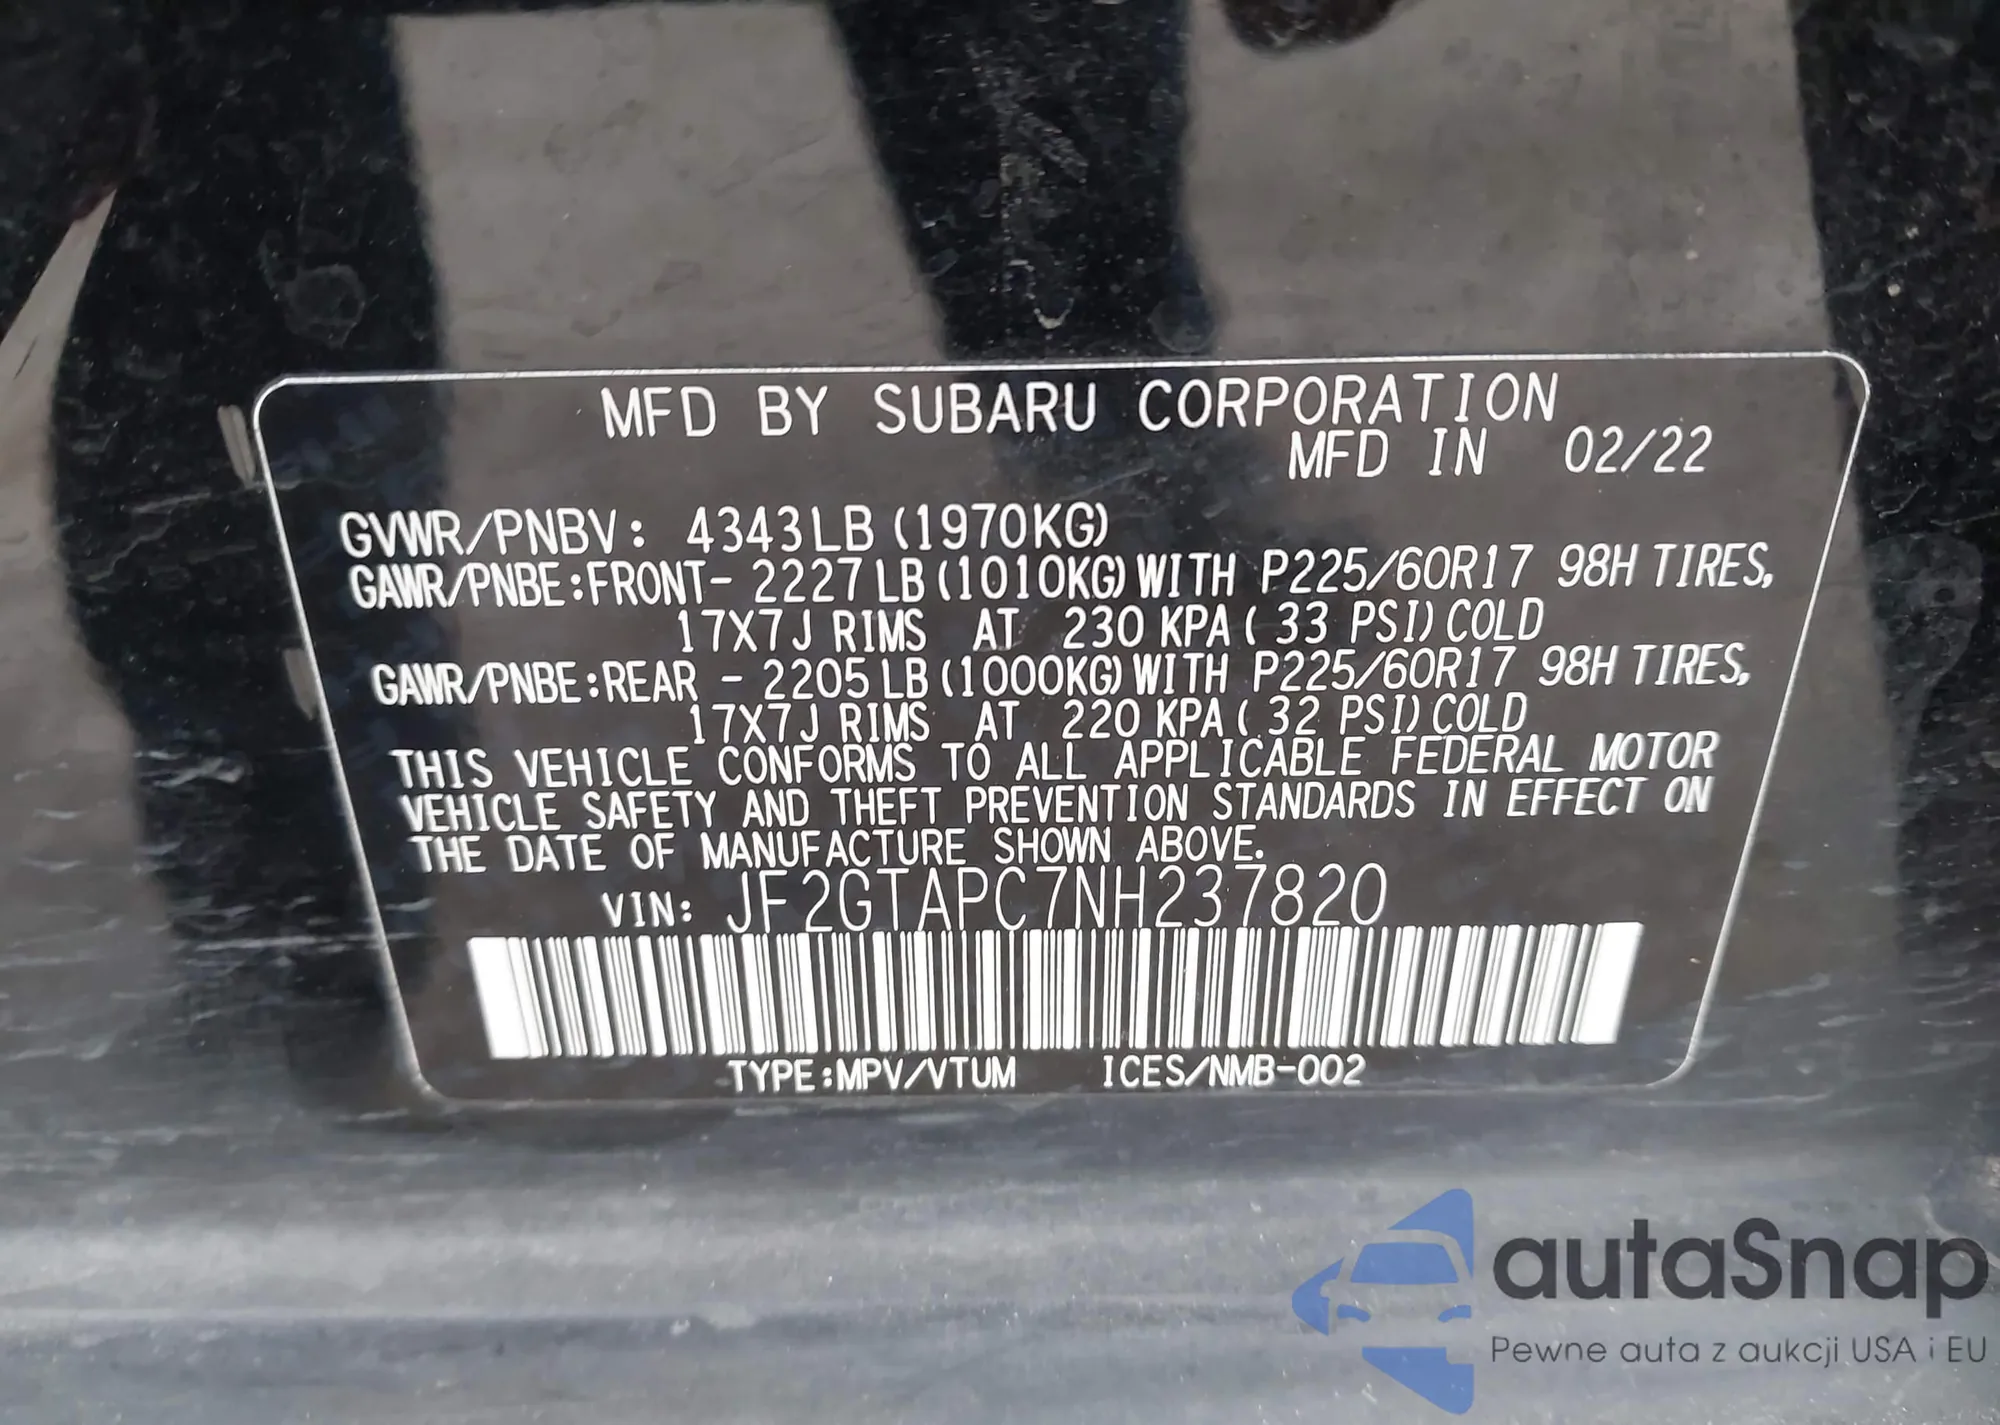 MFD BY SUBARU CORPORATION
MFD IN 02/22
GVWR/PNBV: 4343LB (1970KG)
GAWR/PNBE:FRONT- 2227 LB (1010KG) WITH P225/60R17 98H TIRES,
17X7J RIMS AT 230 KPA ( 33 PSI) COLD
GAWR/PNBE:REAR - 2205 LB (1000KG) WITH P225/60R17 98H TIRES,
17X7J RIMS AT 220 KPA ( 32 PSI) COLD
THIS VEHICLE CONFORMS TO ALL APPLICABLE FEDERAL MOTOR
VEHICLE SAFETY AND THEFT PREVENTION STANDARDS IN EFFECT ON
THE DATE OF MANUFACTURE SHOWN ABOVE.
VIN: JF2GTAPC7NH237820
TYPE:MPV/VTUM ICES/NMB-002
autaSnap
Pewne auta z aukcji USA i EU